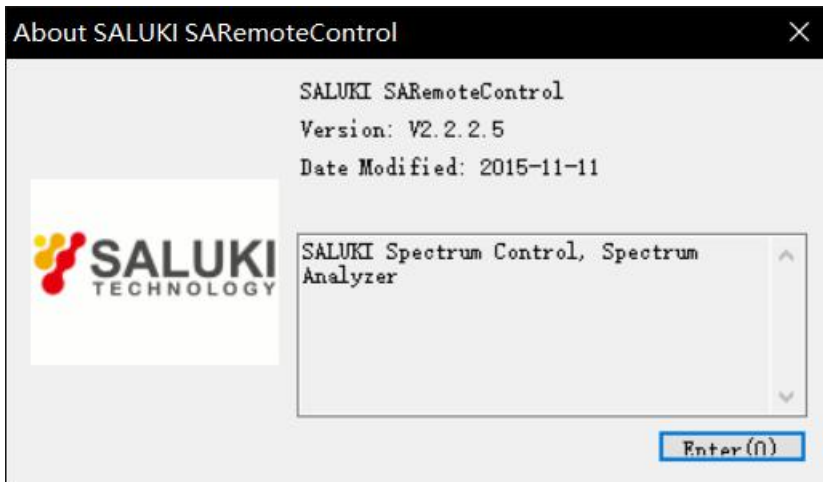 About SALUKI SARemoteControl
SALUKI SARemoteControl
Version: V2.2.2.5
Date Modified: 2015-11-11
SALUKI
TECHNOLOGY
SALUKI Spectrum Control, Spectrum
Analyzer
Enter(O)